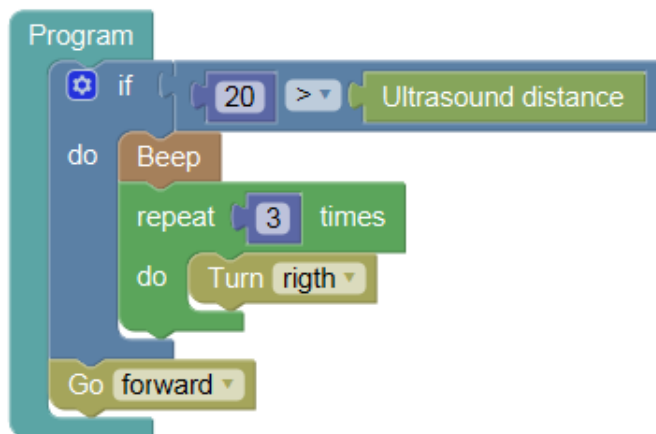 Program
if 20 > Ultrasound distance
do Beep
repeat 3 times
do Turn rigth
Go forward